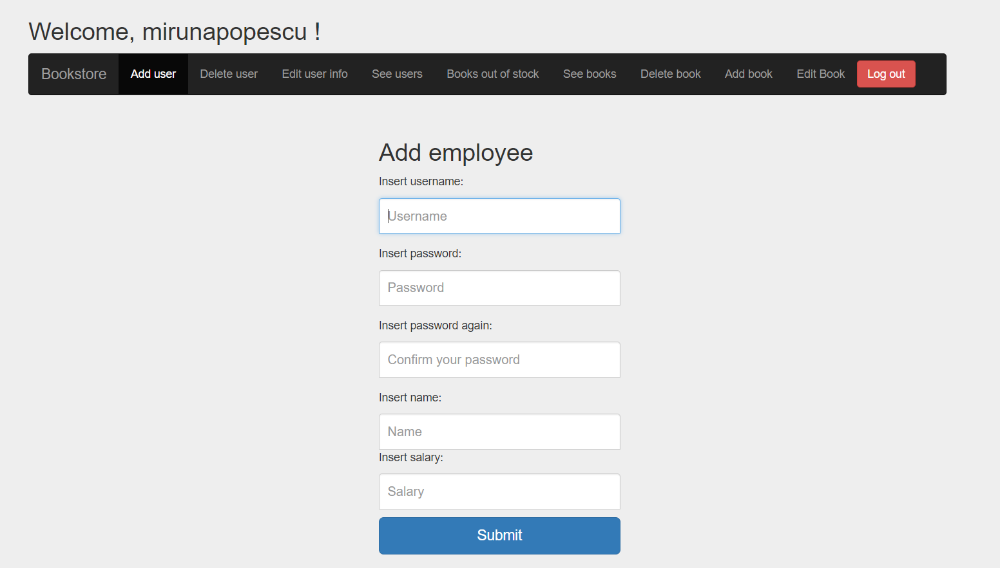 Welcome, mirunapopescu !
Bookstore Add user Delete user Edit user info See users Books out of stock See books Delete book Add book Edit Book Log out
Add employee
Insert username:
Username
Insert password:
Password
Insert password again:
Confirm your password
Insert name:
Name
Insert salary:
Salary
Submit